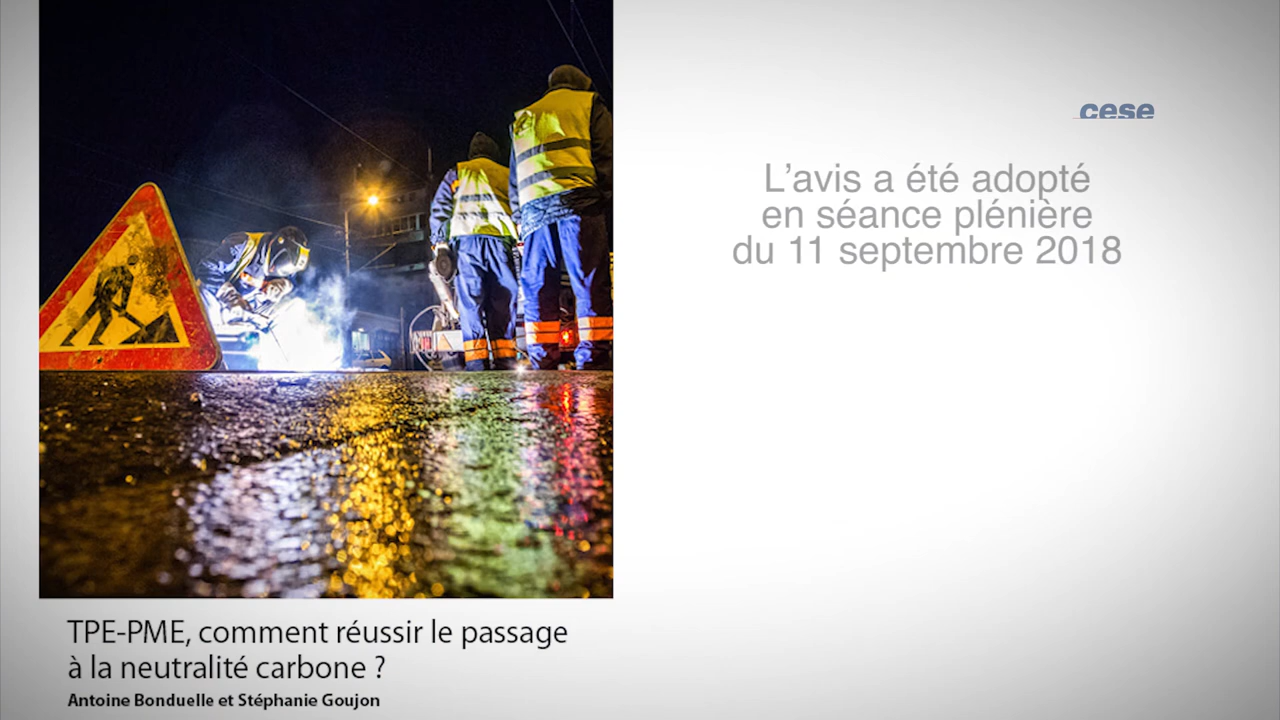 cese
L’avis a été adopté
en séance plénière
du 11 septembre 2018
TPE-PME, comment réussir le passage
à la neutralité carbone ?
Antoine Bonduelle et Stéphanie Goujon